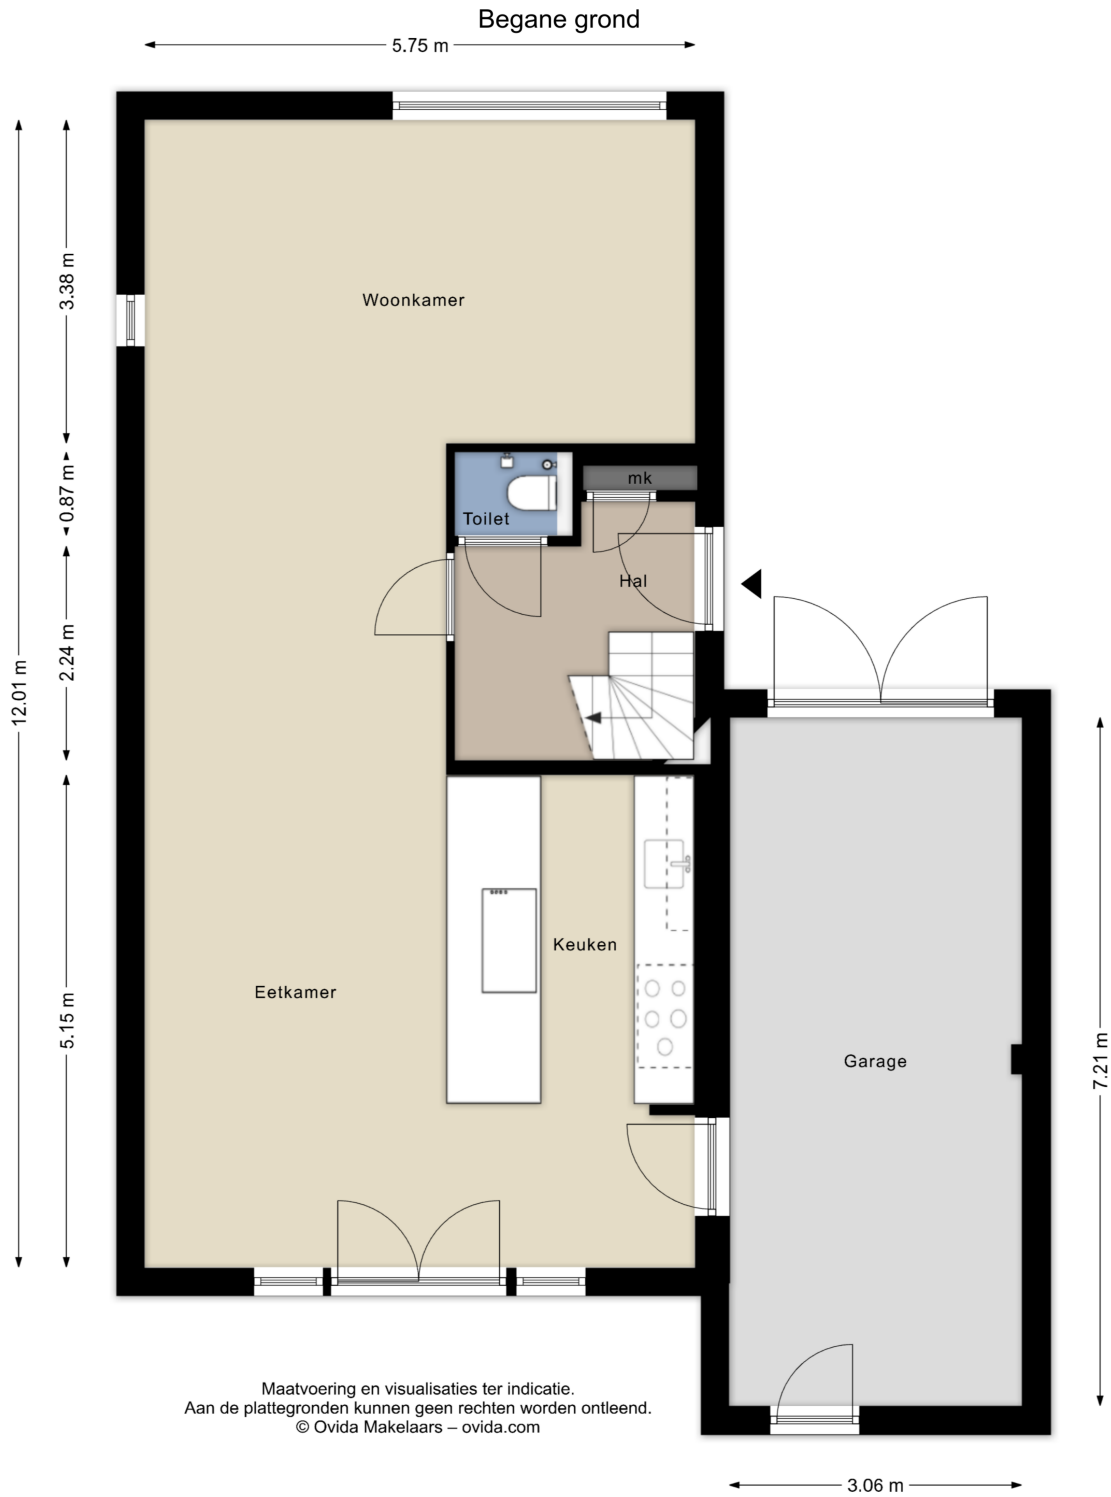 Begane grond
5.75 m
3.38 m
Woonkamer
0.87 m
mk
Toilet
Hal
2.24 m
12.01 m
Keuken
Eetkamer
5.15 m
Garage
7.21 m
Maatvoering en visualisaties ter indicatie.
Aan de plattegronden kunnen geen rechten worden ontleend.
© Ovida Makelaars – ovida.com
3.06 m